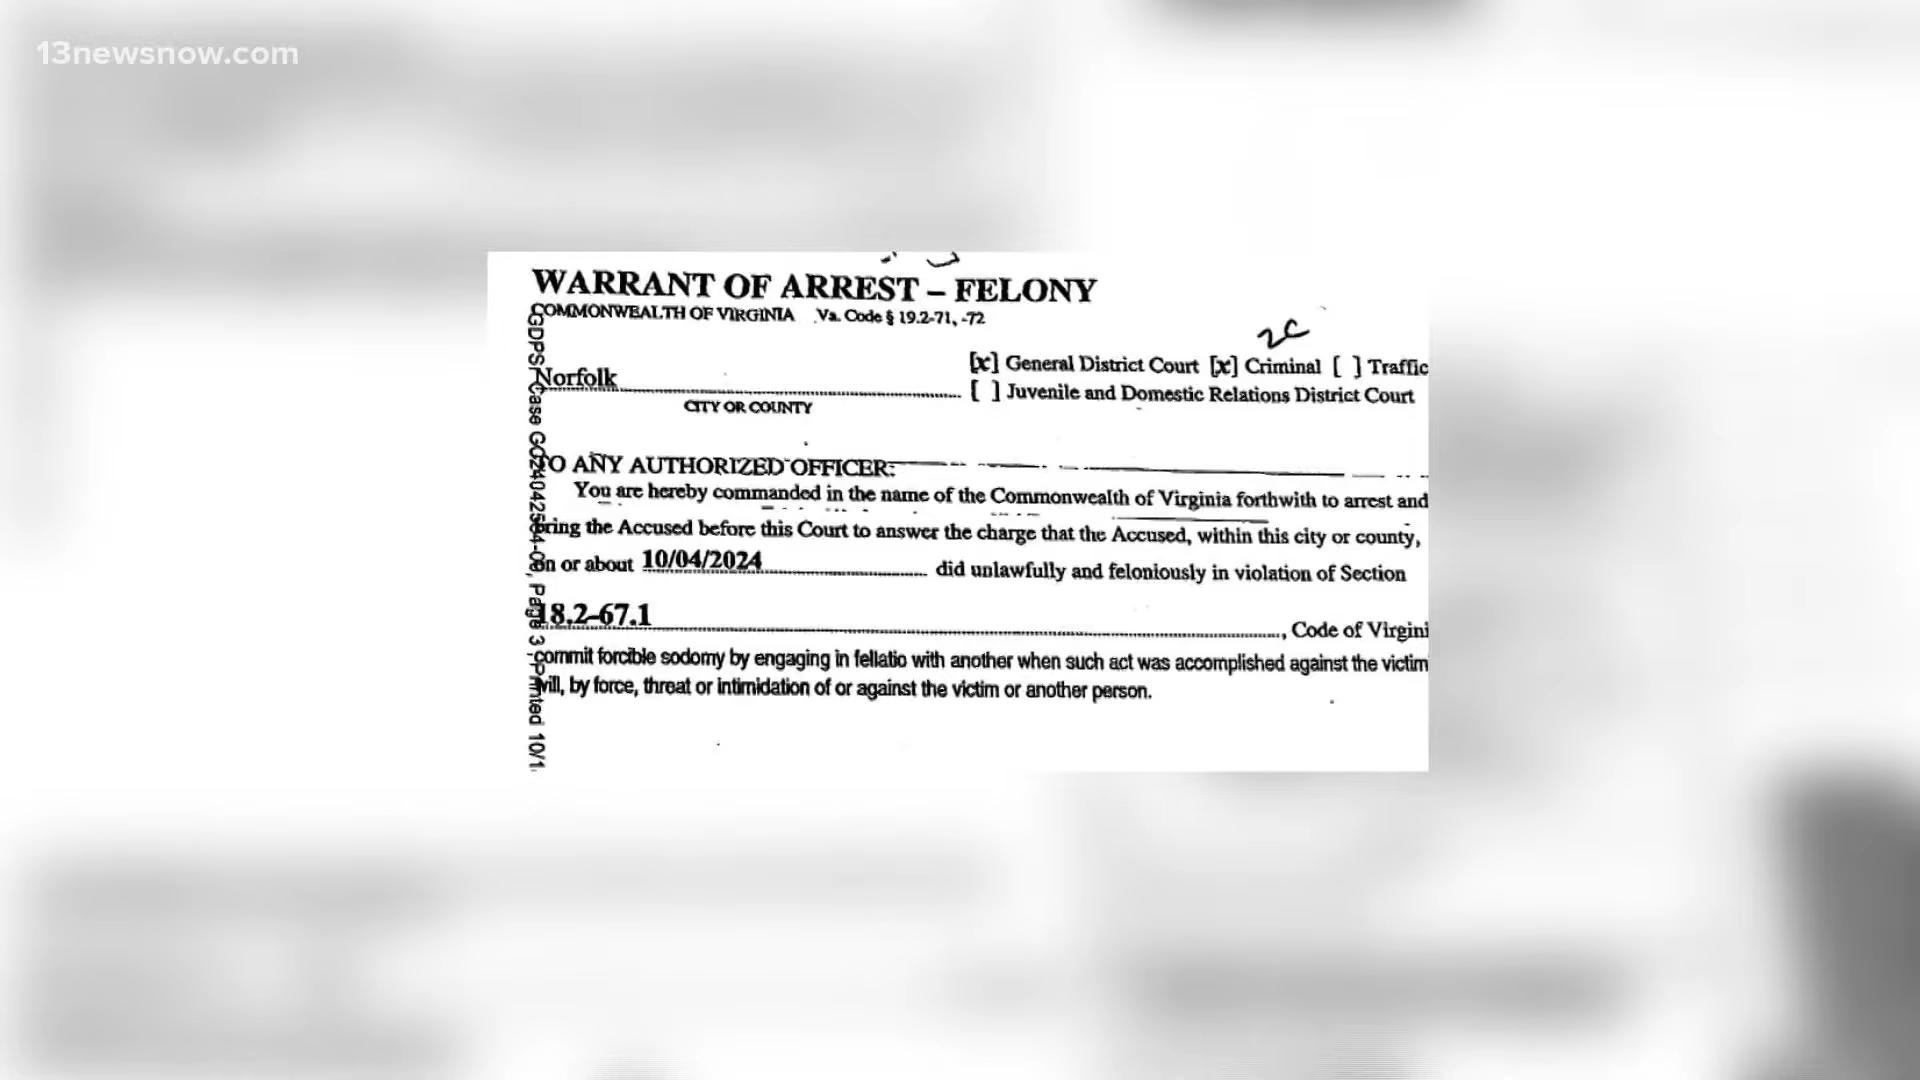 13newsnow.com
WARRANT OF ARREST – FELONY
COMMONWEALTH OF VIRGINIA Va. Code § 19.2-71, -72
2C
[x] General District Court [x] Criminal [ ] Traffic
Norfolk
[ ] Juvenile and Domestic Relations District Court
CITY OR COUNTY
TO ANY AUTHORIZED OFFICER:
You are hereby commanded in the name of the Commonwealth of Virginia forthwith to arrest and
bring the Accused before this Court to answer the charge that the Accused, within this city or county,
on or about 10/04/2024 did unlawfully and feloniously in violation of Section
18.2-67.1 , Code of Virgini
commit forcible sodomy by engaging in fellatio with another when such act was accomplished against the victim
will, by force, threat or intimidation of or against the victim or another person.
GDPS, Case Page 3 - Printed 10/1